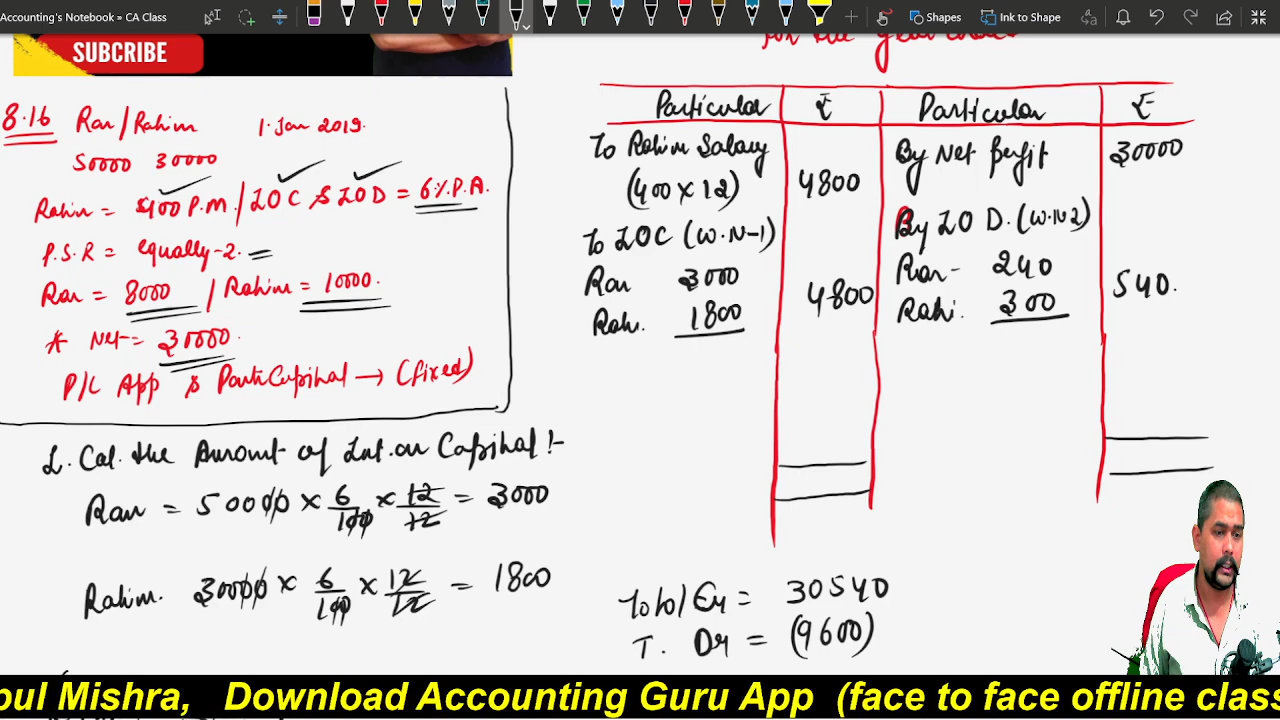 Accounting's Notebook » CA Class
Shapes
Ink to Shape
SUBSCRIBE
8.16 Ram/Rahim 1 Jan 2019.
50000 30000
Rahim = 400 P.M. / IOC & IOD = 6% P.A.
P.S.R = equally-2
Ram = 8000 / Rahim = 10000.
* Net = 30000.
P/L App & Parti Capital → (fixed)
1. Cal. the Amount of Int. on Capital :-
Ram = 50000 × 6/100 × 12/12 = 3000
Rahim. 30000 × 6/100 × 12/12 = 1800
for the year
Particular ₹ Particular ₹
To Rahim Salary
(400 × 12) 4800
To IOC (W.N-1)
Ram 3000
Rahi. 1800 4800
By Net Profit 30000
By IOD. (W.N 2)
Ram - 240
Rahi. 300 540.
Total Cr = 30540
T. Dr = (9600)
pul Mishra, Download Accounting Guru App (face to face offline class